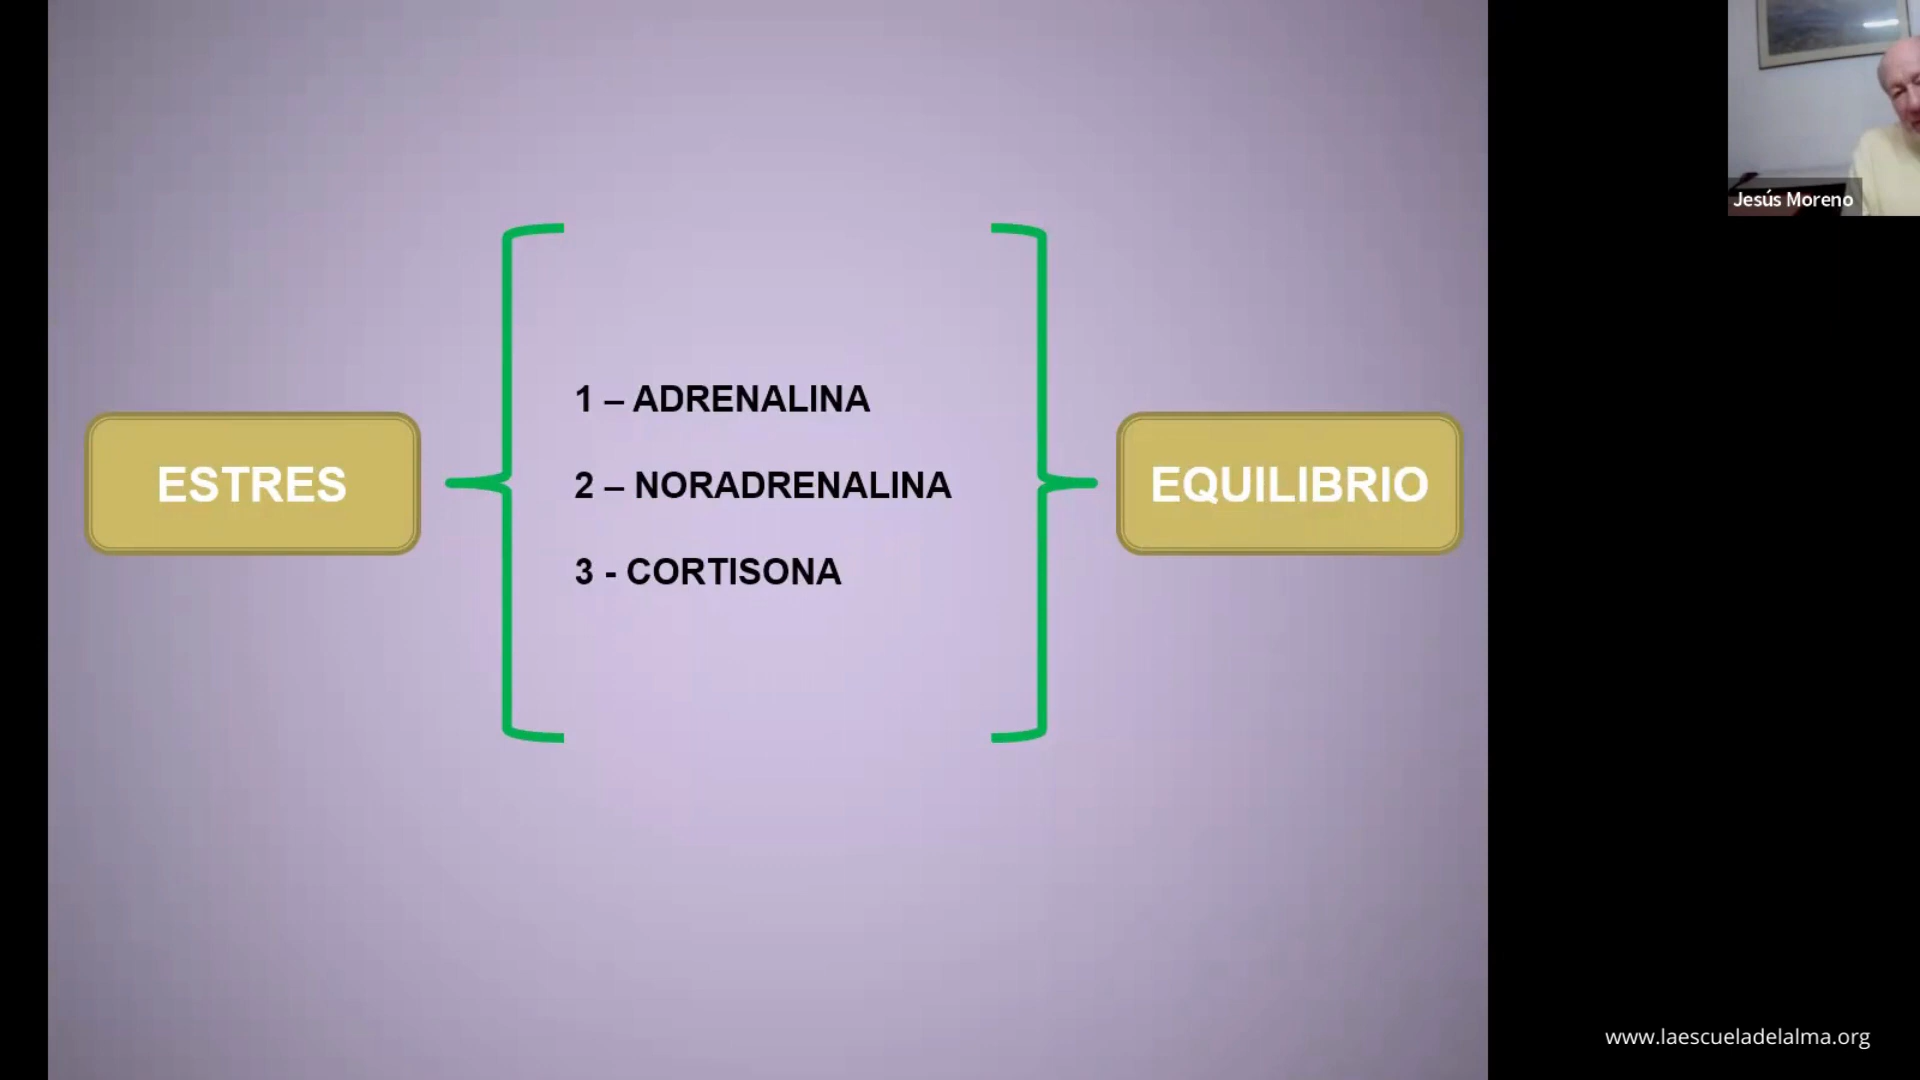 Jesús Moreno
1 – ADRENALINA
ESTRES
2 – NORADRENALINA
EQUILIBRIO
3 - CORTISONA
www.laescueladelalma.org